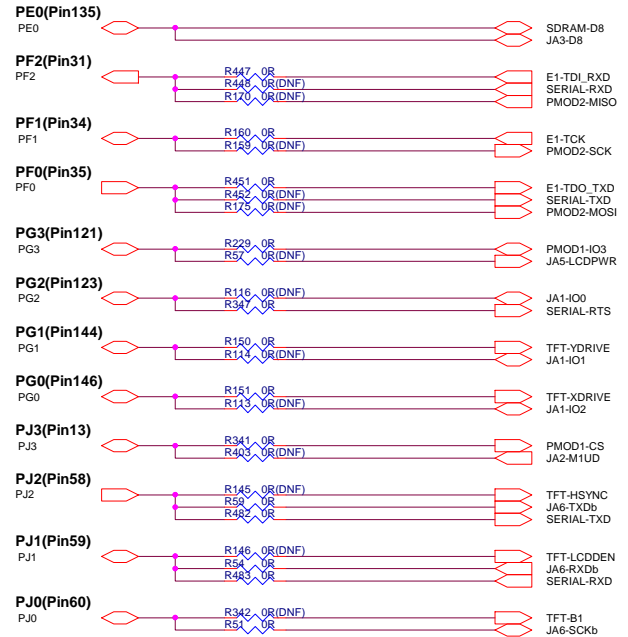 PE0(Pin135)
PE0 SDRAM-D8
JA3-D8
PF2(Pin31)
PF2 R447 0R E1-TDI_RXD
R448 0R(DNF) SERIAL-RXD
R170 0R(DNF) PMOD2-MISO
PF1(Pin34)
PF1 R160 0R E1-TCK
R159 0R(DNF) PMOD2-SCK
PF0(Pin35)
PF0 R451 0R E1-TDO_TXD
R452 0R(DNF) SERIAL-TXD
R175 0R(DNF) PMOD2-MOSI
PG3(Pin121)
PG3 R229 0R PMOD1-IO3
R57 0R(DNF) JA5-LCDPWR
PG2(Pin123)
PG2 R116 0R(DNF) JA1-IO0
R347 0R SERIAL-RTS
PG1(Pin144)
PG1 R150 0R TFT-YDRIVE
R114 0R(DNF) JA1-IO1
PG0(Pin146)
PG0 R151 0R TFT-XDRIVE
R113 0R(DNF) JA1-IO2
PJ3(Pin13)
PJ3 R341 0R PMOD1-CS
R403 0R(DNF) JA2-M1UD
PJ2(Pin58)
PJ2 R145 0R(DNF) TFT-HSYNC
R59 0R JA6-TXDb
R482 0R SERIAL-TXD
PJ1(Pin59)
PJ1 R146 0R(DNF) TFT-LCDDEN
R54 0R JA6-RXDb
R483 0R SERIAL-RXD
PJ0(Pin60)
PJ0 R342 0R(DNF) TFT-B1
R51 0R JA6-SCKb